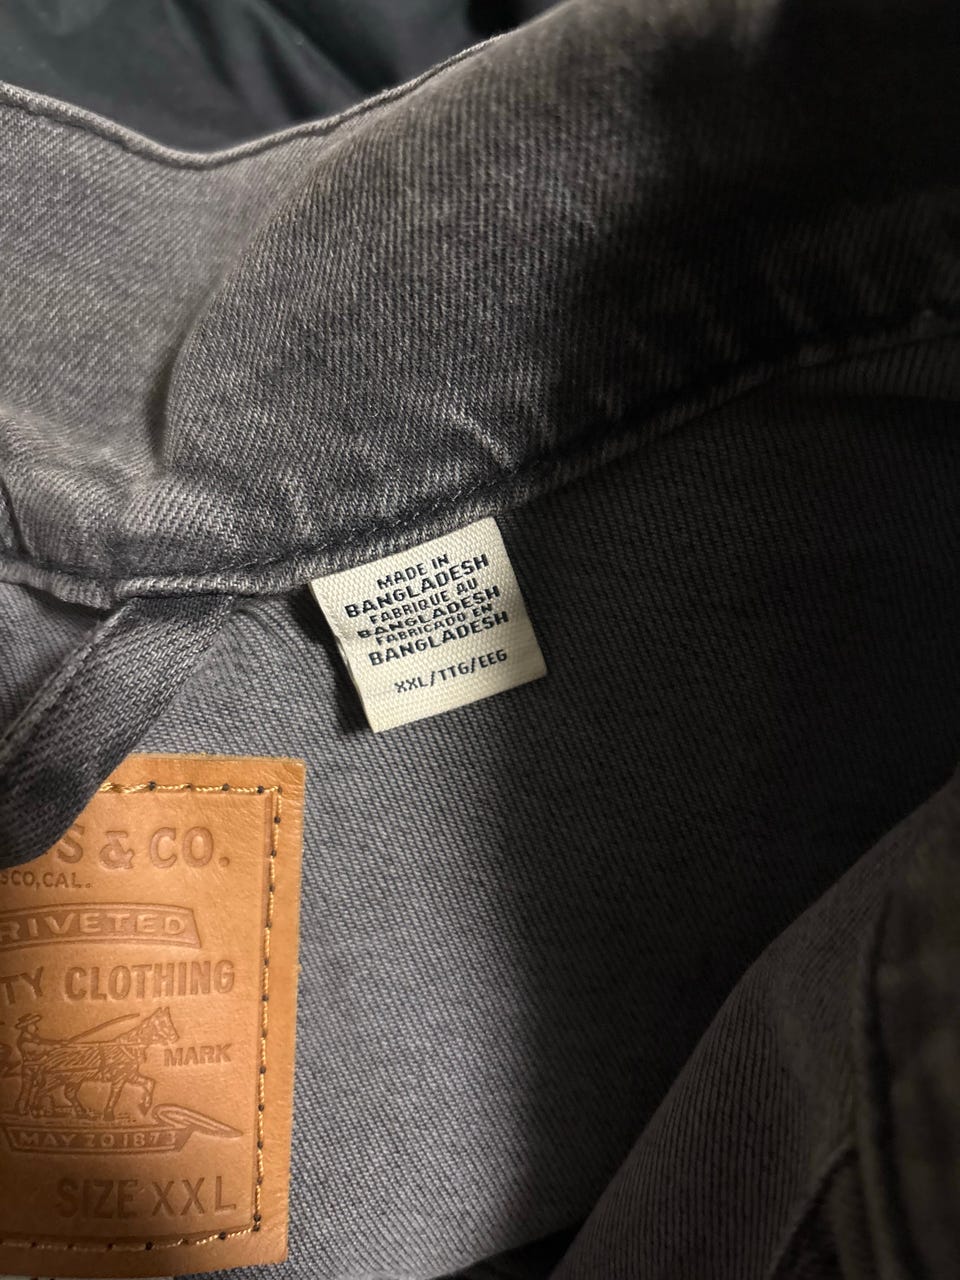 MADE IN
BANGLADESH
FABRIQUE AU
BANGLADESH
FABRICADO EN
BANGLADESH
XXL/TTG/EEG
S & CO.
SCO, CAL.
RIVETED
TY CLOTHING
MARK
MAY 20 1873
SIZE XXL